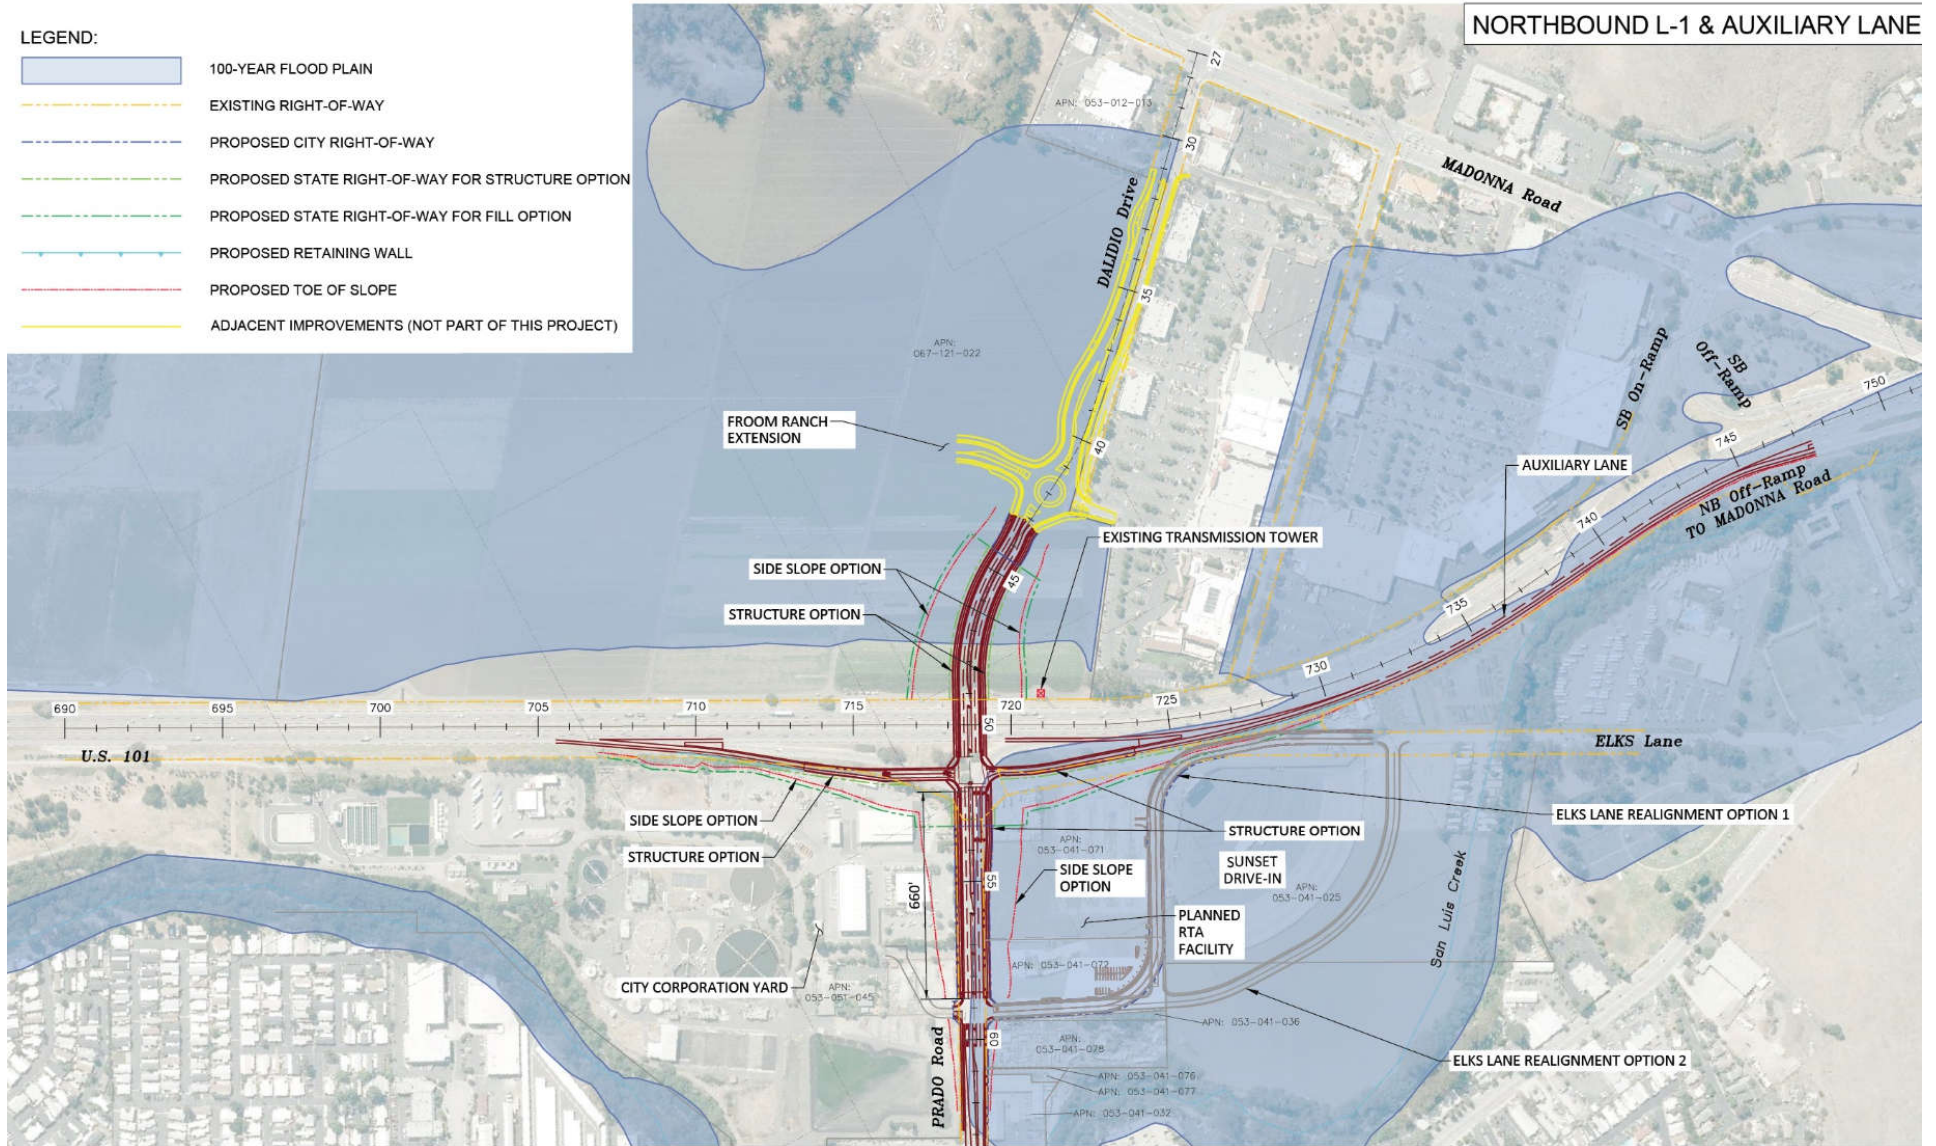 NORTHBOUND L-1 & AUXILIARY LANE
LEGEND:
100-YEAR FLOOD PLAIN
EXISTING RIGHT-OF-WAY
PROPOSED CITY RIGHT-OF-WAY
PROPOSED STATE RIGHT-OF-WAY FOR STRUCTURE OPTION
PROPOSED STATE RIGHT-OF-WAY FOR FILL OPTION
PROPOSED RETAINING WALL
PROPOSED TOE OF SLOPE
ADJACENT IMPROVEMENTS (NOT PART OF THIS PROJECT)
27
APN: 053-012-013
30
MADONNA Road
DALIDIO Drive
35
APN:
067-121-022
SB On-Ramp
SB
Off-Ramp
750
745
FROOM RANCH
EXTENSION
40
AUXILIARY LANE
NB Off-Ramp
TO MADONNA Road
740
EXISTING TRANSMISSION TOWER
SIDE SLOPE OPTION
45
STRUCTURE OPTION
735
730
690
695
700
705
710
715
720
725
50
U.S. 101
ELKS Lane
SIDE SLOPE OPTION
STRUCTURE OPTION
STRUCTURE OPTION
ELKS LANE REALIGNMENT OPTION 1
APN:
053-041-071
SIDE SLOPE
OPTION
SUNSET
DRIVE-IN
APN:
053-041-025
660'
55
PLANNED
RTA
FACILITY
San Luis Creek
APN: 053-041-072
CITY CORPORATION YARD
APN:
053-051-045
APN: 053-041-036
PRADO Road
60
APN:
053-041-028
ELKS LANE REALIGNMENT OPTION 2
APN: 053-041-076
APN: 053-041-077
APN: 053-041-032